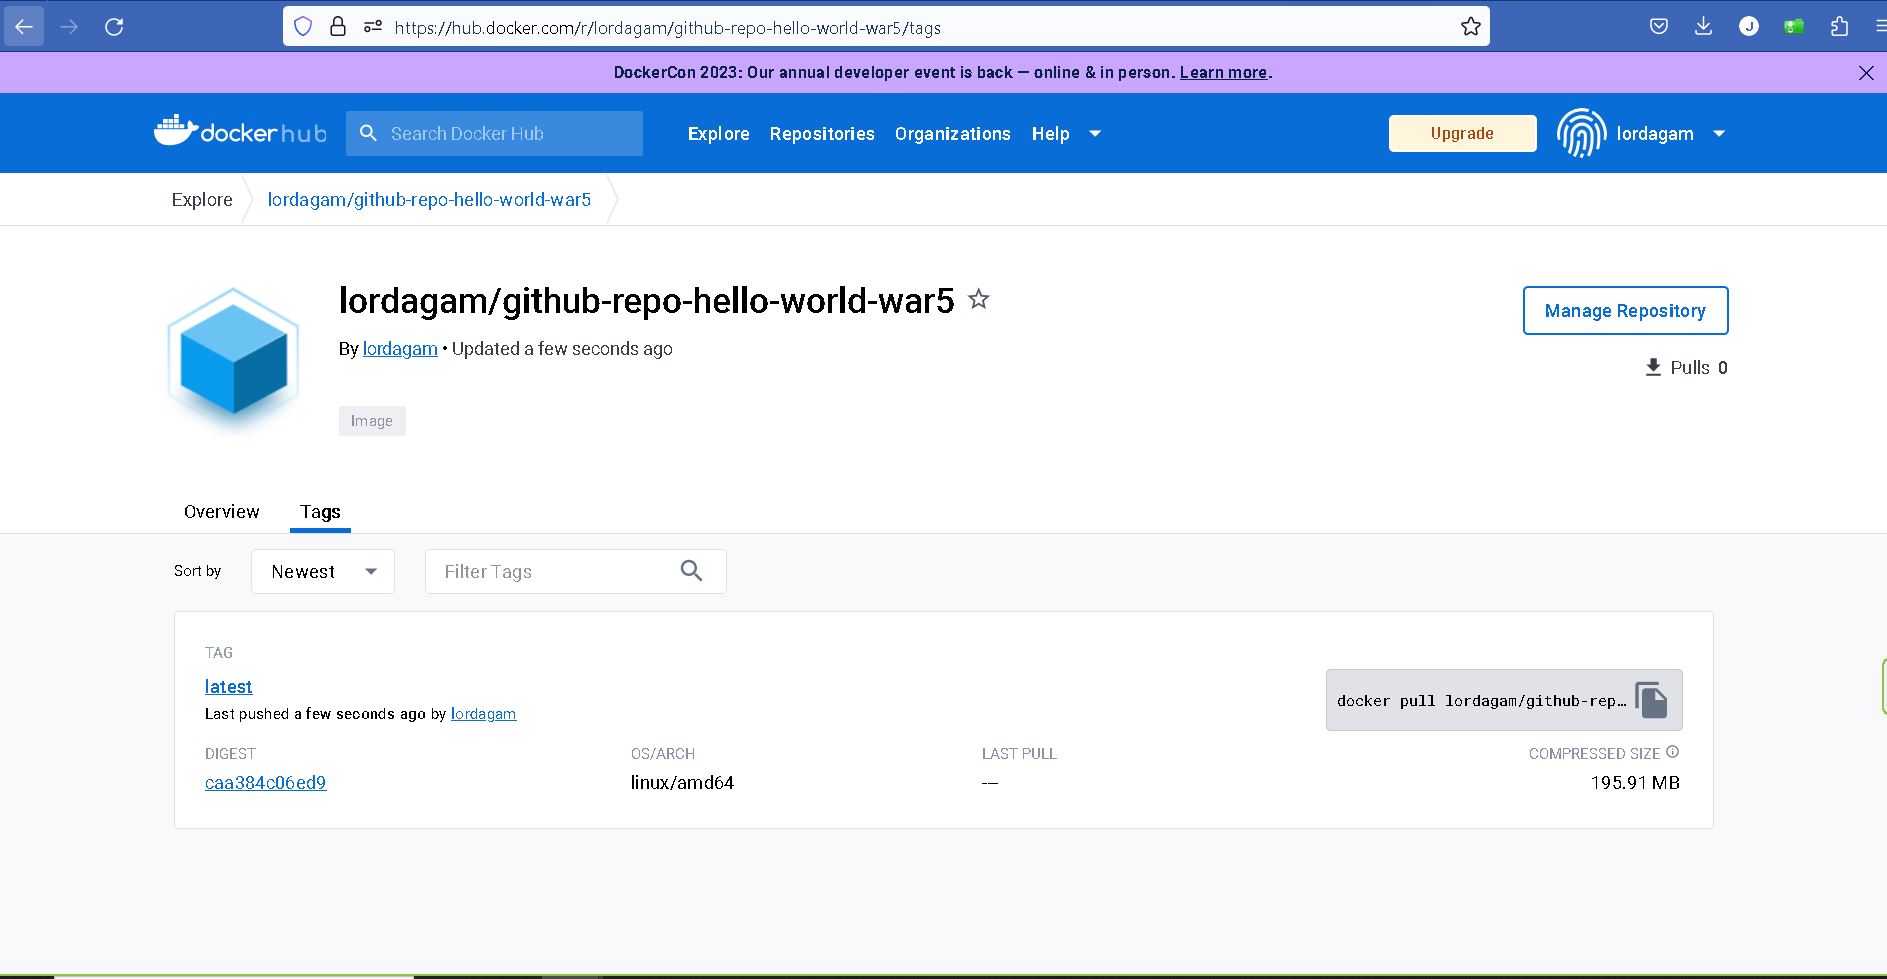 https://hub.docker.com/r/lordagam/github-repo-hello-world-war5/tags
J
DockerCon 2023: Our annual developer event is back — online & in person. Learn more.
dockerhub
Search Docker Hub
Explore
Repositories
Organizations
Help
Upgrade
lordagam
Explore
lordagam/github-repo-hello-world-war5
lordagam/github-repo-hello-world-war5
By lordagam • Updated a few seconds ago
Manage Repository
Pulls 0
Image
Overview
Tags
Sort by
Newest
Filter Tags
TAG
latest
Last pushed a few seconds ago by lordagam
docker pull lordagam/github-rep…
DIGEST
OS/ARCH
LAST PULL
COMPRESSED SIZE
caa384c06ed9
linux/amd64
---
195.91 MB